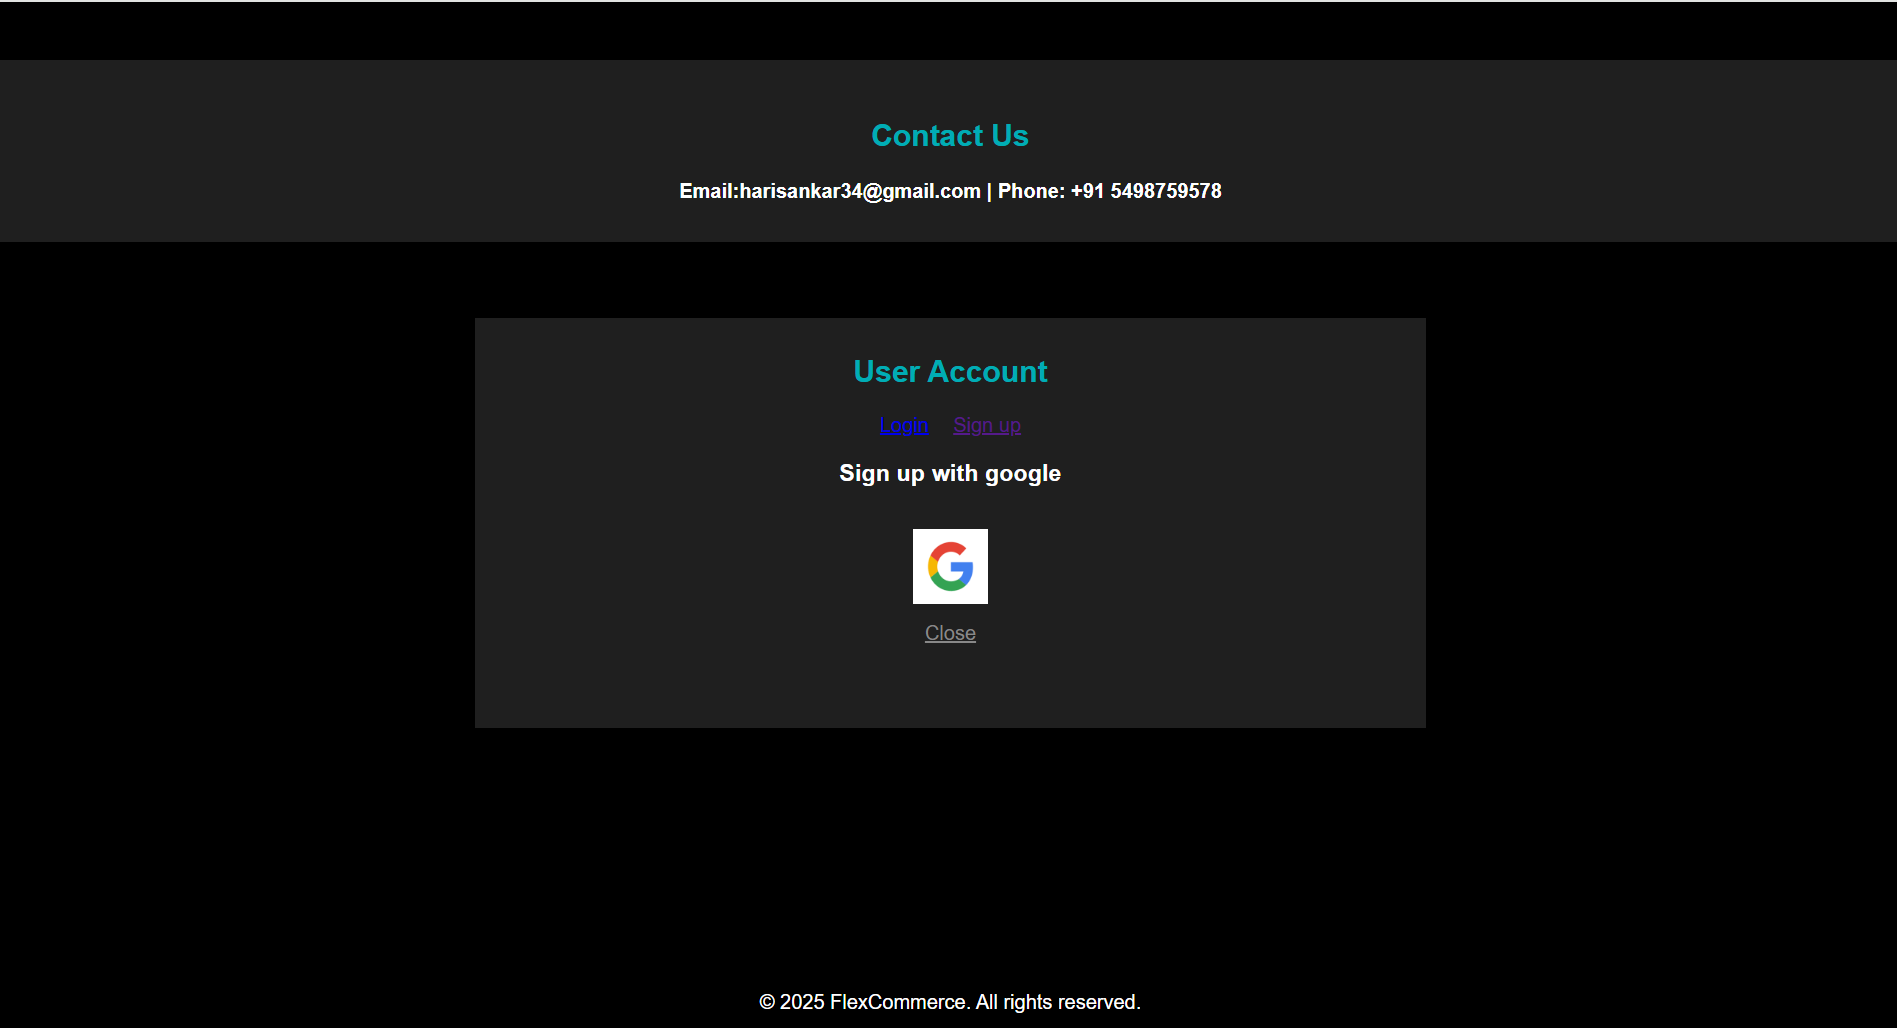 Contact Us
Email:harisankar34@gmail.com | Phone: +91 5498759578
User Account
Login Sign up
Sign up with google
G
Close
© 2025 FlexCommerce. All rights reserved.